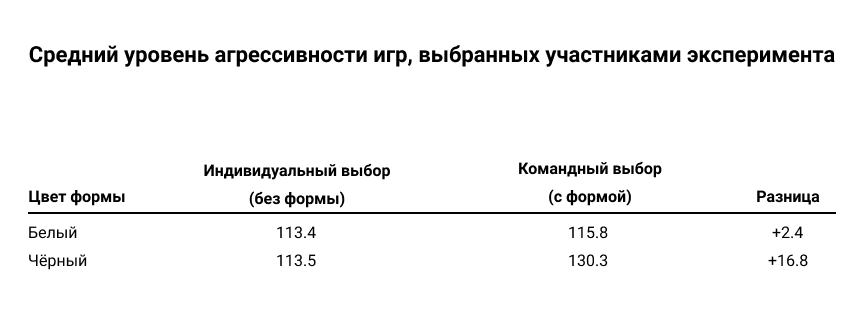 Средний уровень агрессивности игр, выбранных участниками эксперимента
Цвет формы Индивидуальный выбор (без формы) Командный выбор (с формой) Разница
Белый 113.4 115.8 +2.4
Чёрный 113.5 130.3 +16.8